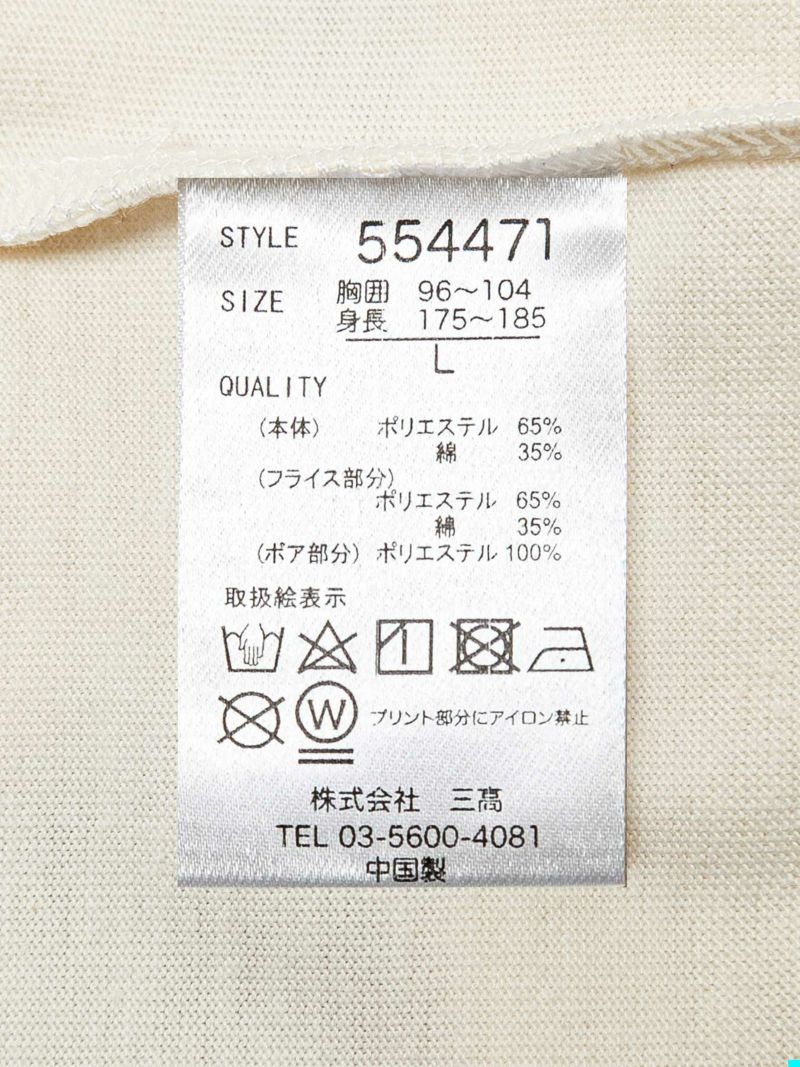 STYLE 554471
SIZE 胸囲 96〜104
身長 175〜185
L
QUALITY
(本体) ポリエステル 65%
綿 35%
(フライス部分)
ポリエステル 65%
綿 35%
(ボア部分) ポリエステル 100%
取扱絵表示
W プリント部分にアイロン禁止
株式会社 三高
TEL 03-5600-4081
中国製